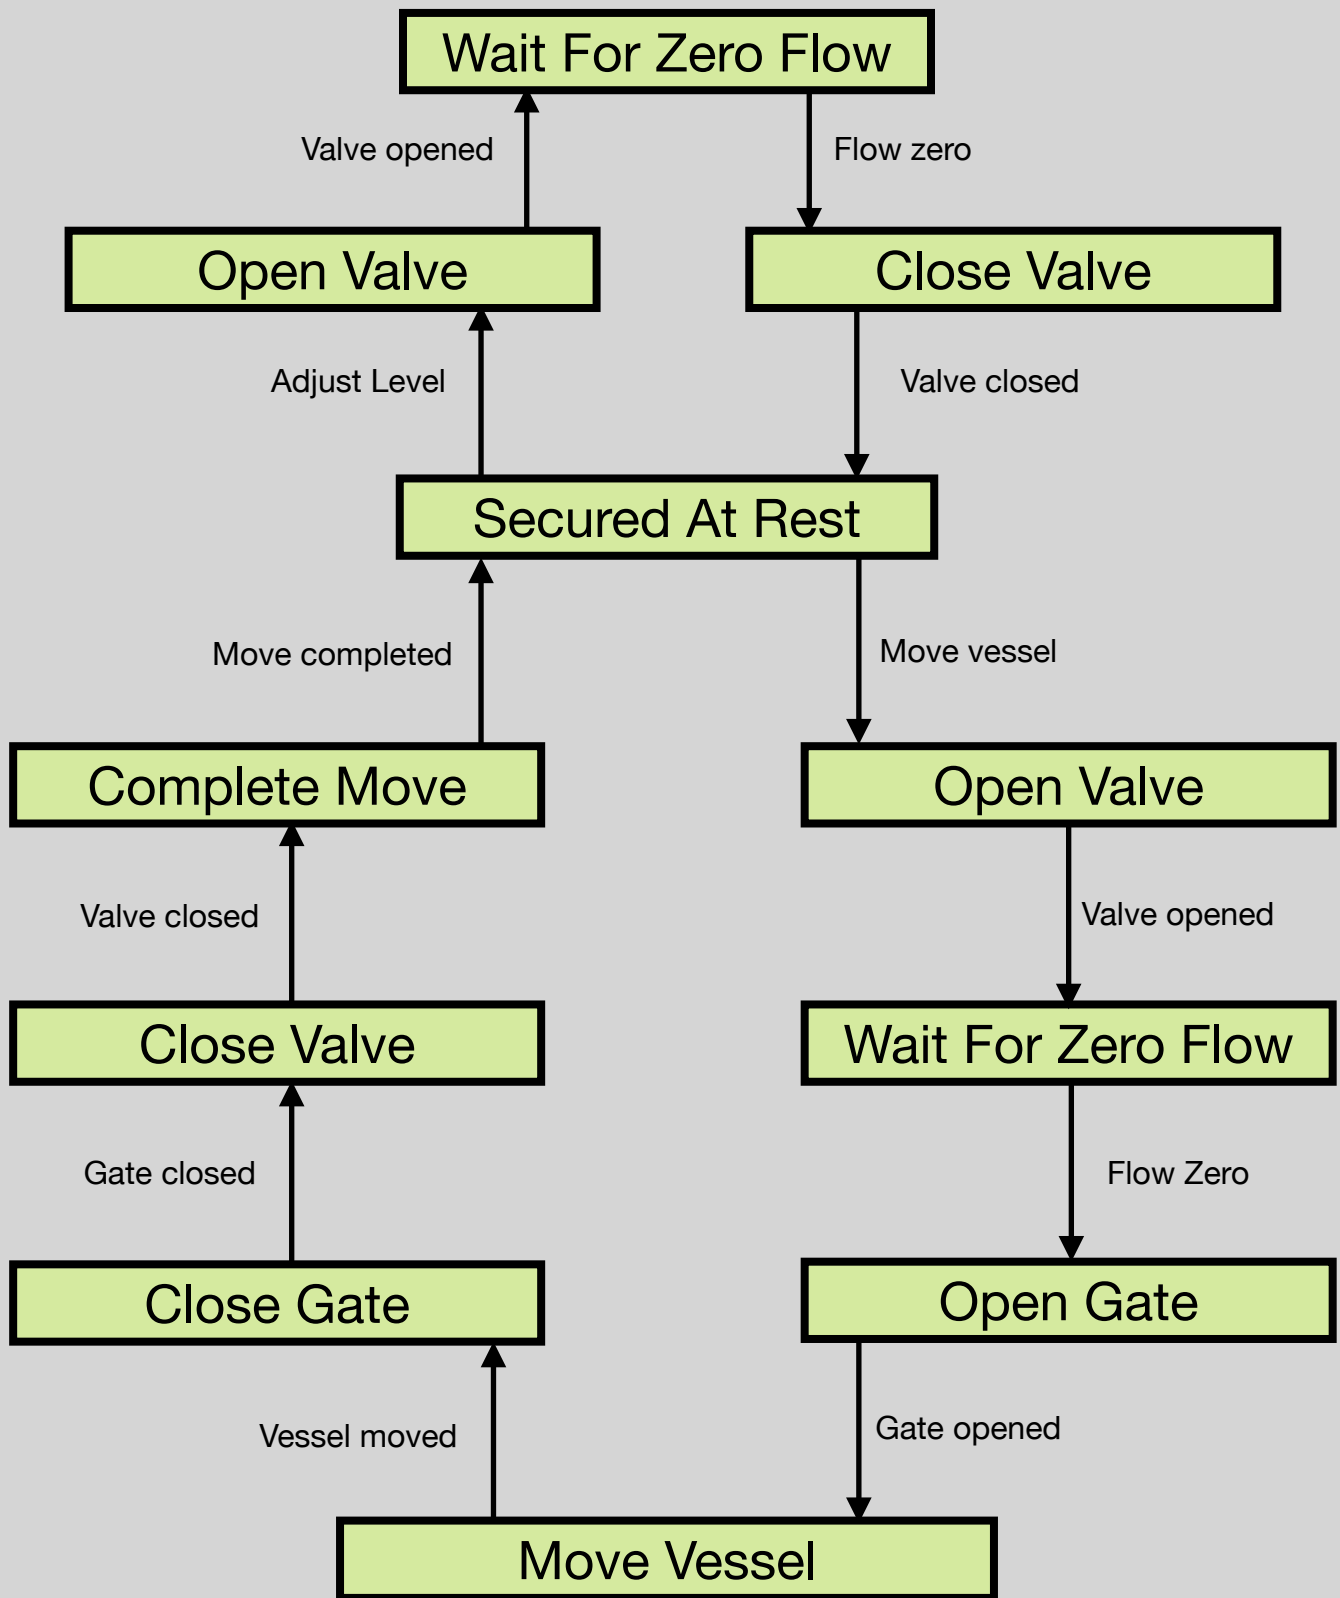 Wait For Zero Flow
Valve opened
Flow zero
Open Valve
Close Valve
Adjust Level
Valve closed
Secured At Rest
Move completed
Move vessel
Complete Move
Open Valve
Valve closed
Valve opened
Close Valve
Wait For Zero Flow
Gate closed
Flow Zero
Close Gate
Open Gate
Vessel moved
Gate opened
Move Vessel